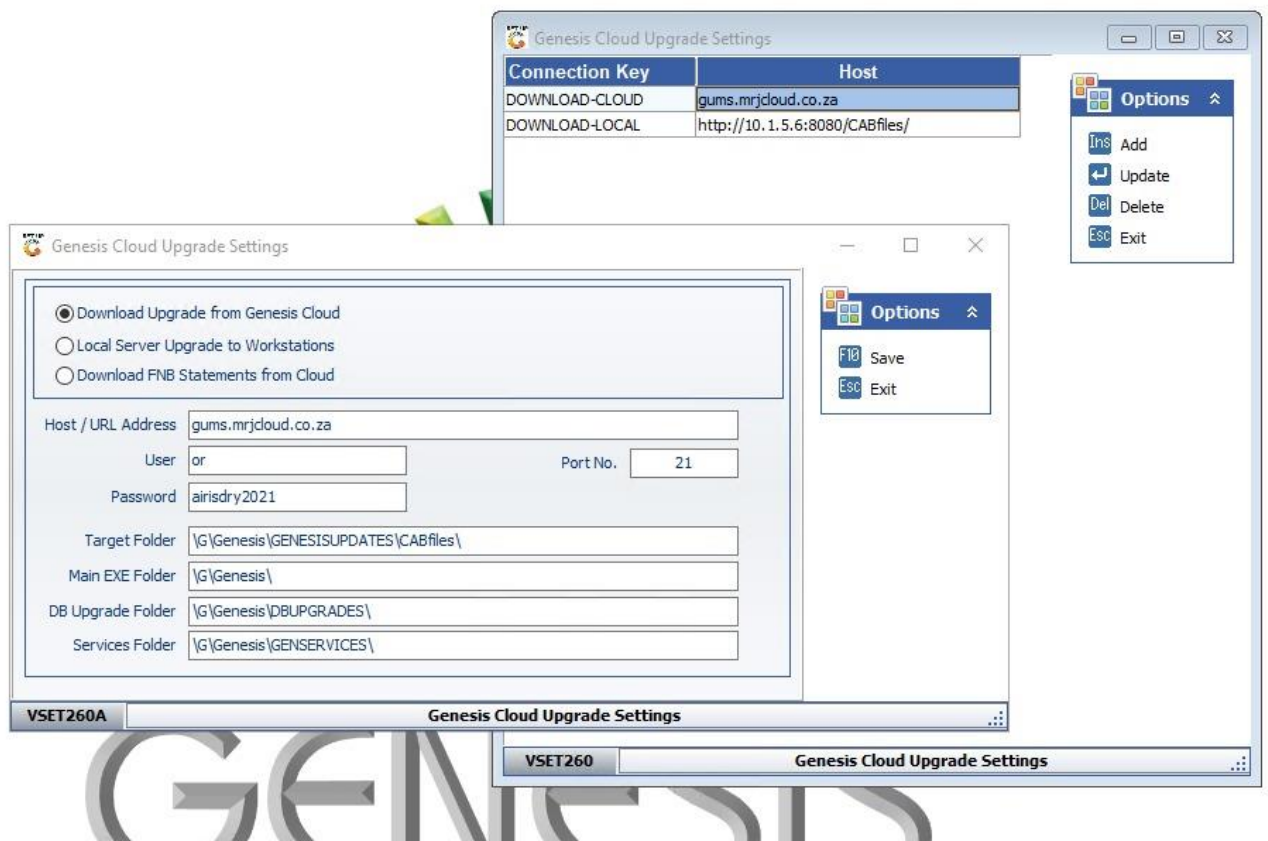 Genesis Cloud Upgrade Settings
Connection Key Host
DOWNLOAD-CLOUD gums.mrjcloud.co.za
DOWNLOAD-LOCAL http://10.1.5.6:8080/CABfiles/
Options
Ins Add
Update
Del Delete
Esc Exit
Genesis Cloud Upgrade Settings
Download Upgrade from Genesis Cloud
Local Server Upgrade to Workstations
Download FNB Statements from Cloud
Options
F10 Save
Esc Exit
Host / URL Address gums.mrjcloud.co.za
User or Port No. 21
Password airisdry2021
Target Folder \G\Genesis\GENESISUPDATES\CABfiles\
Main EXE Folder \G\Genesis\
DB Upgrade Folder \G\Genesis\DBUPGRADES\
Services Folder \G\Genesis\GENSERVICES\
VSET260A Genesis Cloud Upgrade Settings
VSET260 Genesis Cloud Upgrade Settings
GENESIS